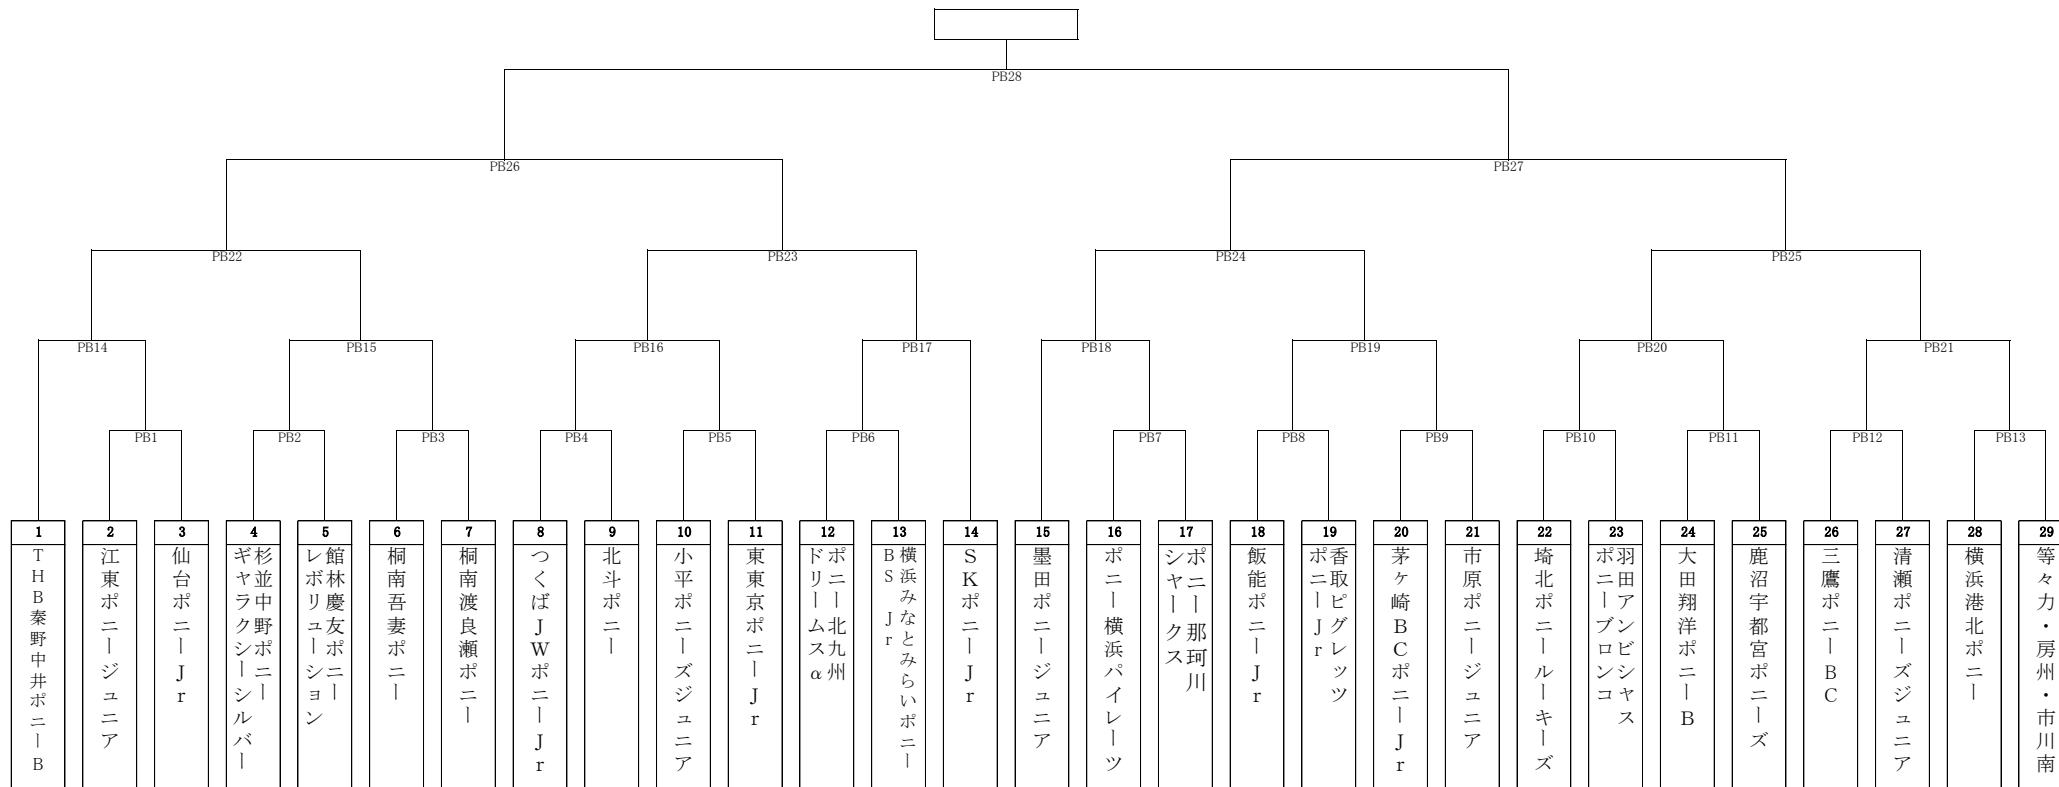 PB28
PB26
PB27
PB22
PB23
PB24
PB25
PB14
PB15
PB16
PB17
PB18
PB19
PB20
PB21
PB1
PB2
PB3
PB4
PB5
PB6
PB7
PB8
PB9
PB10
PB11
PB12
PB13
1
THB秦野中井ポニーB
2
江東ポニージュニア
3
仙台ポニーJr
4
杉並中野ポニー
ギャラクシーシルバー
5
館林慶友ポニー
レボリューション
6
桐南吾妻ポニー
7
桐南渡良瀬ポニー
8
つくばJWポニーJr
9
北斗ポニー
10
小平ポニーズジュニア
11
東東京ポニーJr
12
ポニー北九州
ドリームスα
13
横浜みなとみらいポニー
BS Jr
14
SKポニーJr
15
墨田ポニージュニア
16
ポニー横浜パイレーツ
17
ポニー那珂川
シャークス
18
飯能ポニーJr
19
香取ピグレッツ
ポニーJr
20
茅ヶ崎BCポニーJr
21
市原ポニージュニア
22
埼北ポニールーキーズ
23
羽田アンビシャス
ポニーブロンコ
24
大田翔洋ポニーB
25
鹿沼宇都宮ポニーズ
26
三鷹ポニーBC
27
清瀬ポニーズジュニア
28
横浜港北ポニー
29
等々力・房州・市川南